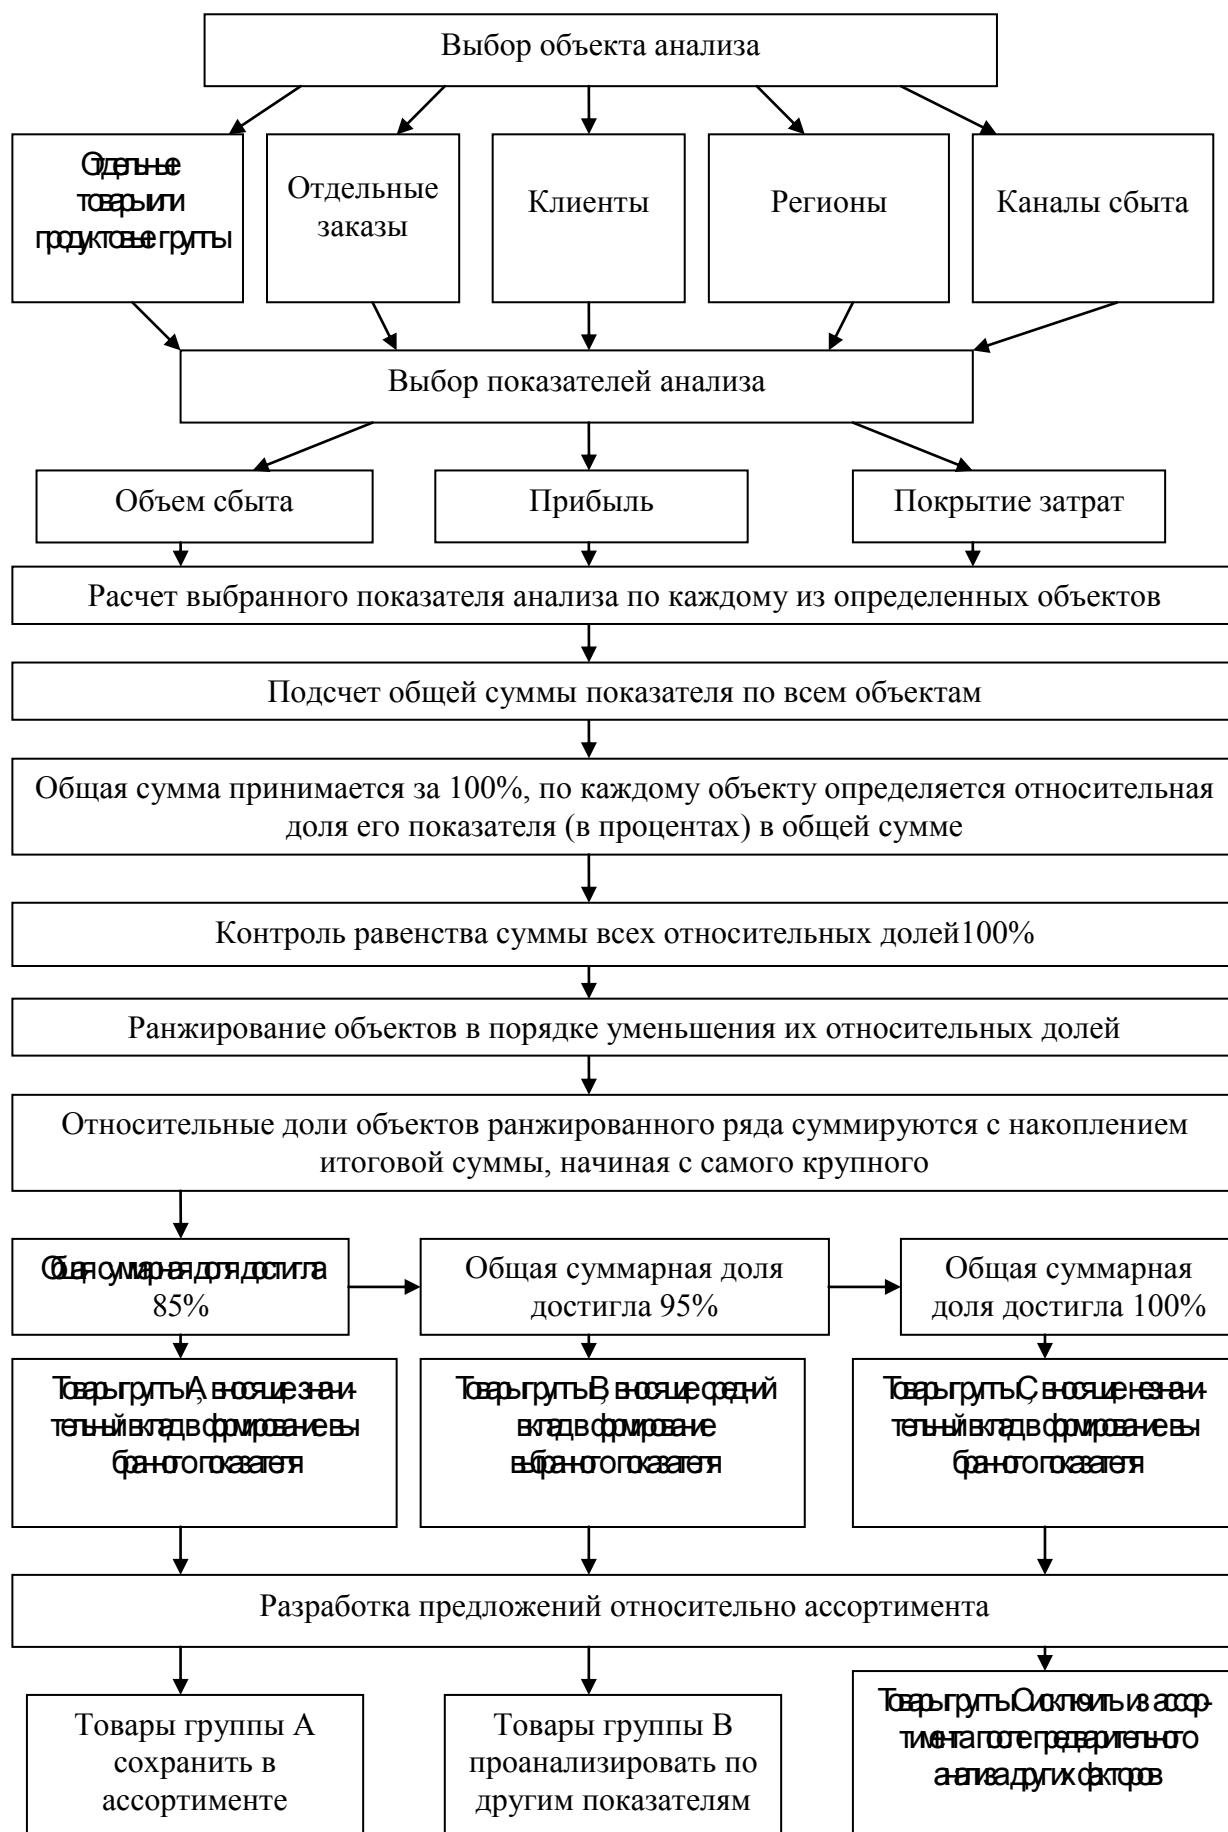 Выбор объекта анализа
Отдельные
товары или
продуктовые группы
Отдельные
заказы
Клиенты
Регионы
Каналы сбыта
Выбор показателей анализа
Объем сбыта
Прибыль
Покрытие затрат
Расчет выбранного показателя анализа по каждому из определенных объектов
Подсчет общей суммы показателя по всем объектам
Общая сумма принимается за 100%, по каждому объекту определяется относительная
доля его показателя (в процентах) в общей сумме
Контроль равенства суммы всех относительных долей100%
Ранжирование объектов в порядке уменьшения их относительных долей
Относительные доли объектов ранжированного ряда суммируются с накоплением
итоговой суммы, начиная с самого крупного
Общая суммарная доля достигла
85%
Общая суммарная доля
достигла 95%
Общая суммарная
доля достигла 100%
Товары группы А, вносящие значи-
тельный вклад в формирование вы
бранного показателя
Товары группы В, вносящие средний
вклад в формирование
выбранного показателя
Товары группы С, вносящие незначи-
тельный вклад в формирование вы-
бранного показателя
Разработка предложений относительно ассортимента
Товары группы А
сохранить в
ассортименте
Товары группы В
проанализировать по
другим показателям
Товары группы С исключить из ассор-
тимента после предварительного
анализа других факторов